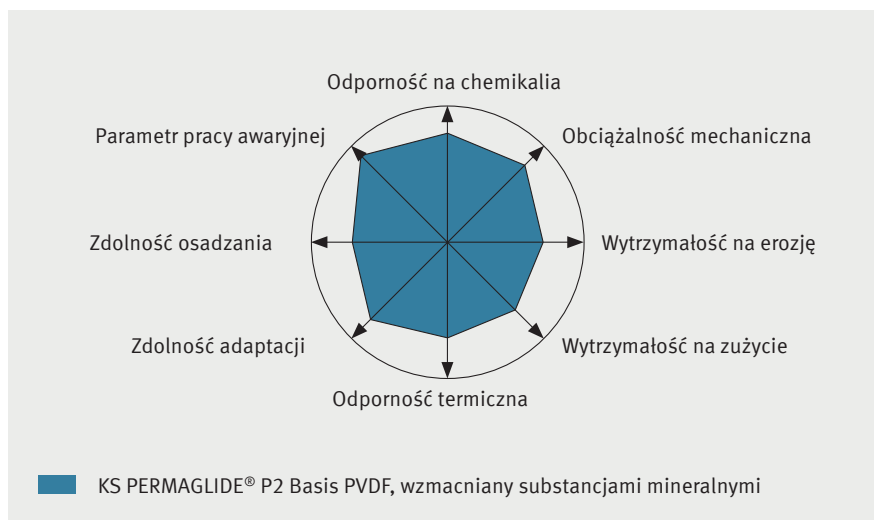 Odporność na chemikalia
Parametr pracy awaryjnej
Obciążalność mechaniczna
Zdolność osadzania
Wytrzymałość na erozję
Zdolność adaptacji
Wytrzymałość na zużycie
Odporność termiczna
KS PERMAGLIDE® P2 Basis PVDF, wzmacniany substancjami mineralnymi